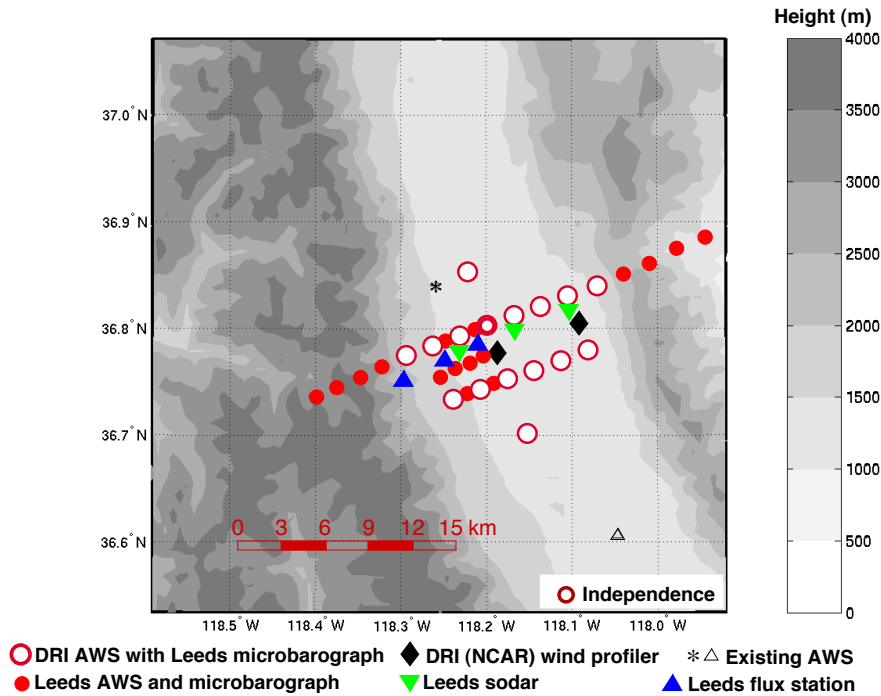 Height (m)
4000
3500
3000
2500
2000
1500
1000
500
0
37.0° N
36.9° N
36.8° N
36.7° N
36.6° N
0 3 6 9 12 15 km
Independence
118.5° W 118.4° W 118.3° W 118.2° W 118.1° W 118.0° W
DRI AWS with Leeds microbarograph DRI (NCAR) wind profiler * △ Existing AWS
Leeds AWS and microbarograph Leeds sodar Leeds flux station